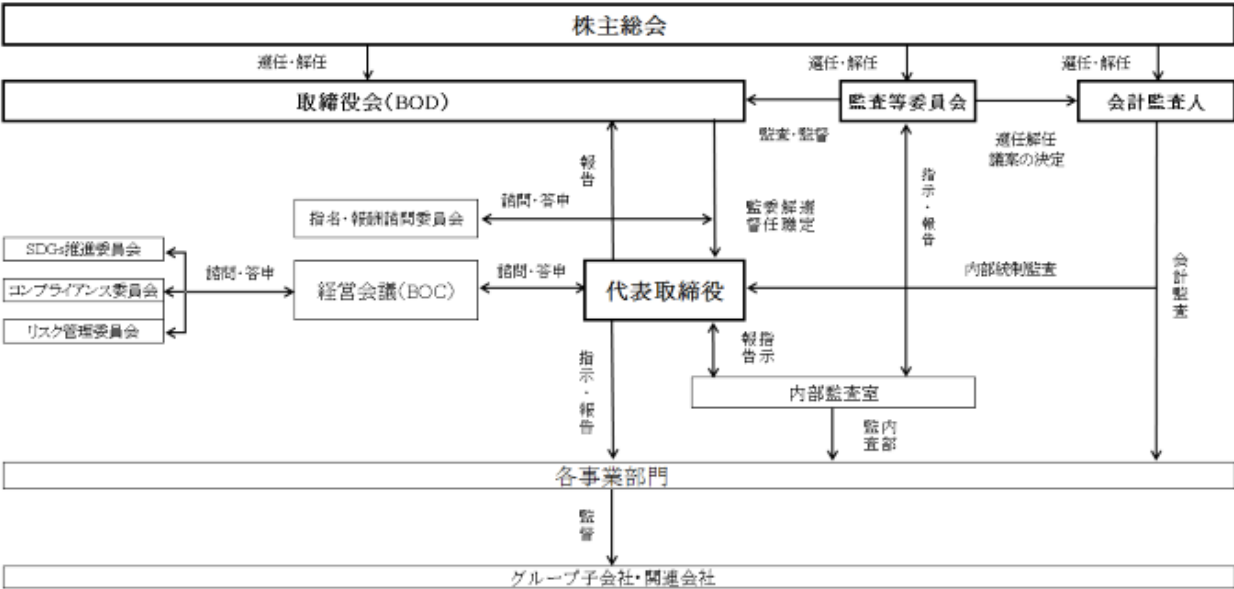 株主総会
選任・解任
選任・解任
選任・解任
取締役会(BOD)
監査等委員会
会計監査人
監査・監督
選任解任
議案の決定
報告
諮問・答申
指名・報酬諮問委員会
選定
解職
委任
監督
指示・報告
SDGs推進委員会
コンプライアンス委員会
リスク管理委員会
諮問・答申
経営会議(BOC)
諮問・答申
代表取締役
内部統制監査
会計監査
指示
報告
内部監査室
指示・報告
内部
監査
各事業部門
監督
グループ子会社・関連会社